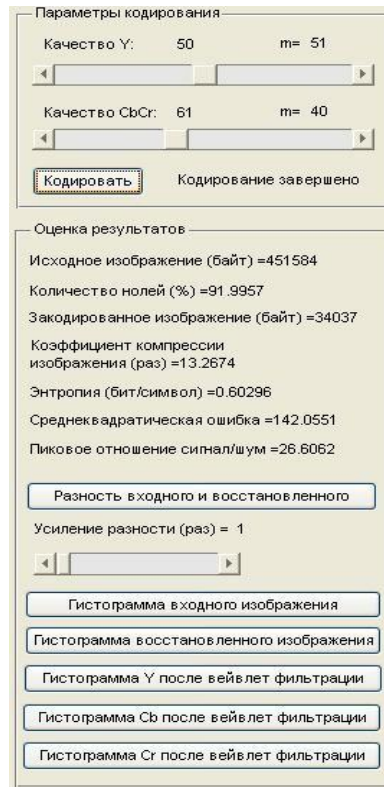 Параметры кодирования
Качество Y: 50 m= 51
Качество CbCr: 61 m= 40
Кодировать Кодирование завершено
Оценка результатов
Исходное изображение (байт) =451584
Количество нолей (%) =91.9957
Закодированное изображение (байт) =34037
Коэффициент компрессии
изображения (раз) =13.2674
Энтропия (бит/символ) =0.60296
Среднеквадратическая ошибка =142.0551
Пиковое отношение сигнал/шум =26.6062
Разность входного и восстановленного
Усиление разности (раз) = 1
Гистограмма входного изображения
Гистограмма восстановленного изображения
Гистограмма Y после вейвлет фильтрации
Гистограмма Cb после вейвлет фильтрации
Гистограмма Cr после вейвлет фильтрации